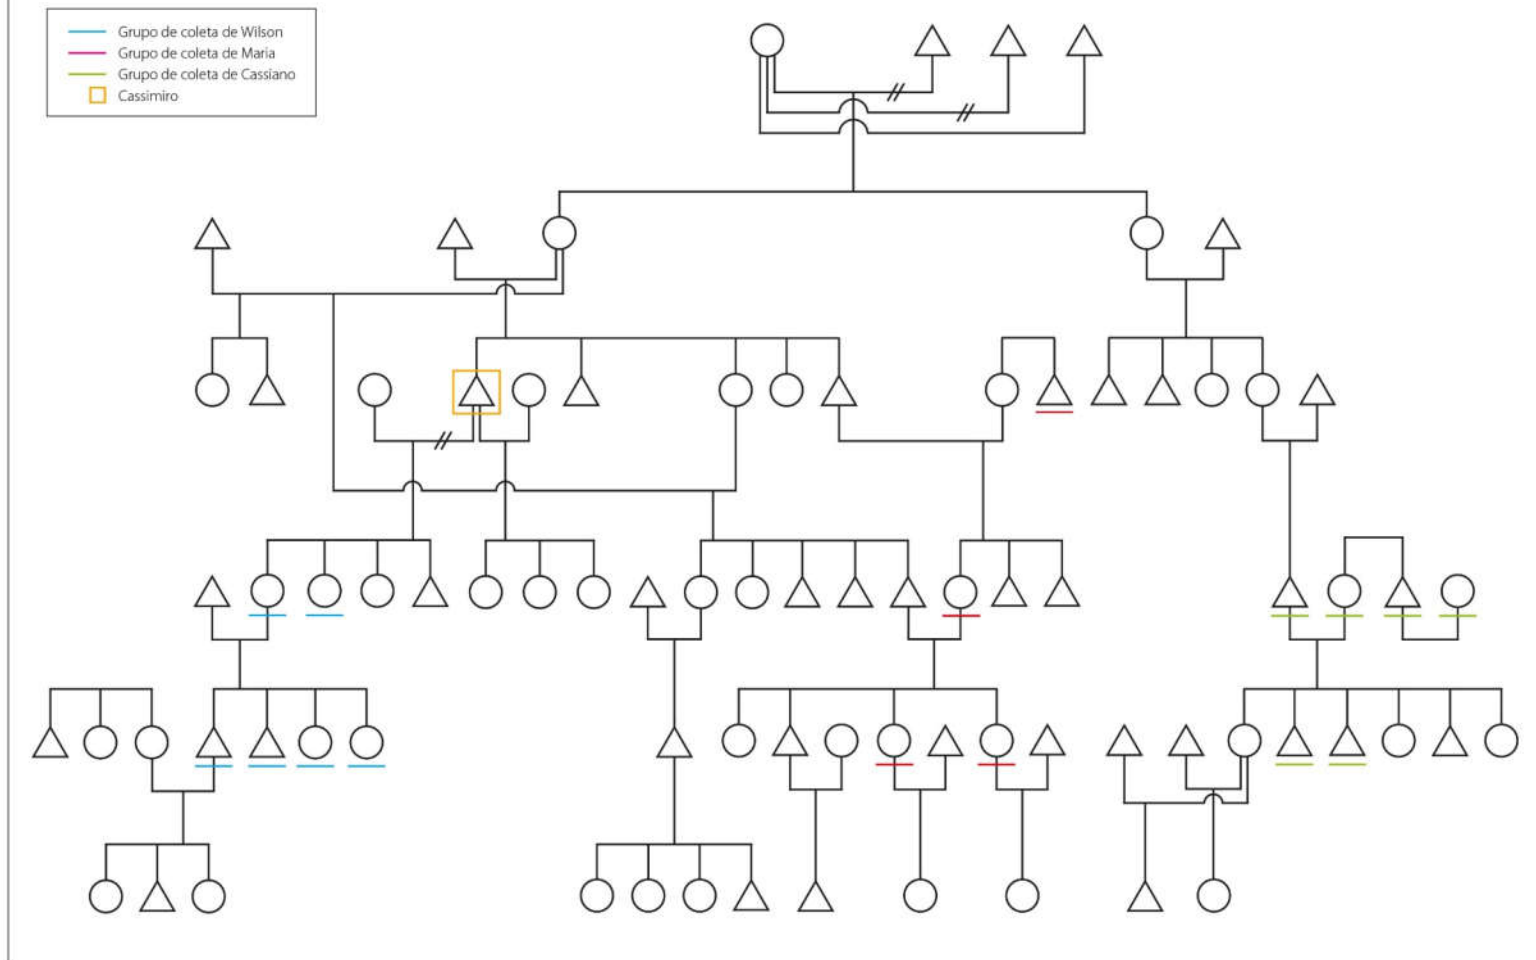 Grupo de coleta de Wilson
Grupo de coleta de Maria
Grupo de coleta de Cassiano
Cassimiro